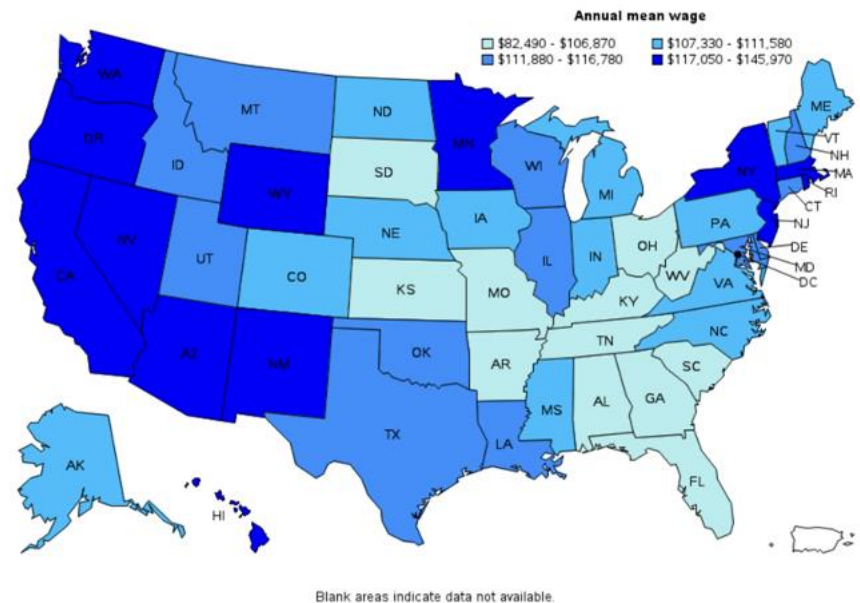 Annual mean wage
$82,490 - $106,870 $107,330 - $111,580
$111,880 - $116,780 $117,050 - $145,970
WA
MT
ND
MN
ME
OR
ID
SD
WI
VT
NH
WY
MI
NY
MA
RI
CT
IA
PA
NJ
NE
NV
UT
IL
IN
OH
DE
MD
DC
CO
WV
VA
CA
KS
MO
KY
NC
TN
AZ
NM
OK
AR
SC
MS
AL
GA
TX
LA
AK
FL
HI
Blank areas indicate data not available.